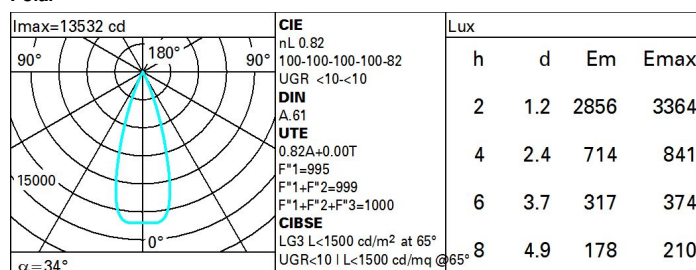 Imax=13532 cd
90°
180°
90°
15000
0°
α=34°
CIE
nL 0.82
100-100-100-100-82
UGR <10-<10
DIN
A.61
UTE
0.82A+0.00T
F"1=995
F"1+F"2=999
F"1+F"2+F"3=1000
CIBSE
LG3 L<1500 cd/m² at 65°
UGR<10 | L<1500 cd/mq @65°
Lux
h d Em Emax
2 1.2 2856 3364
4 2.4 714 841
6 3.7 317 374
8 4.9 178 210